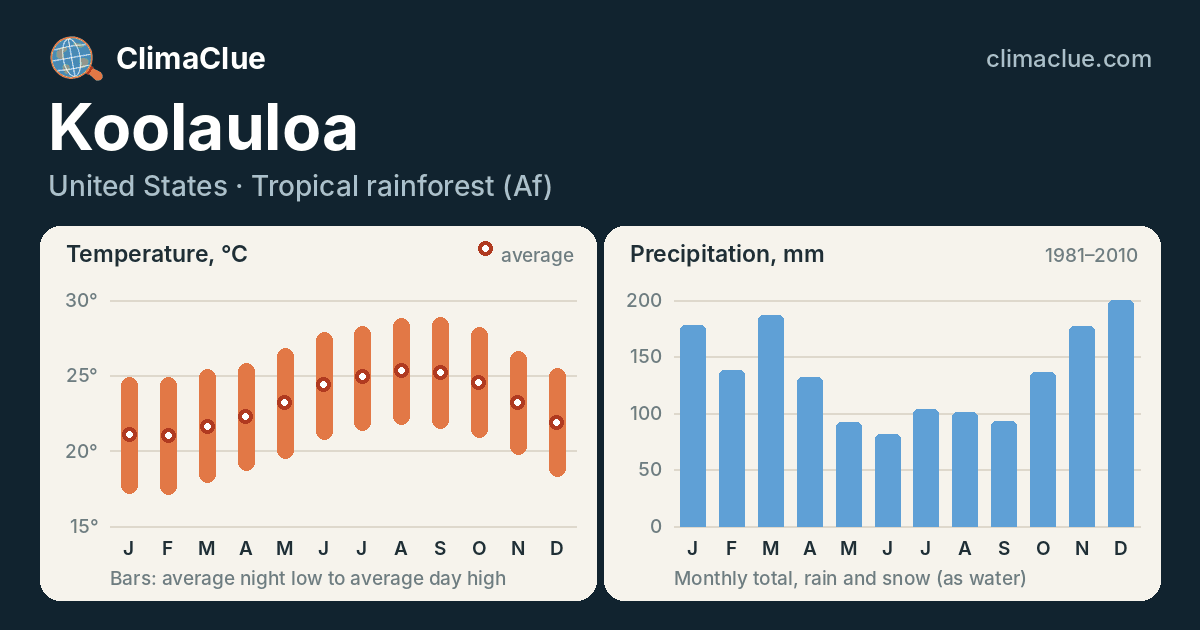 ClimaClue
climaclue.com
Koolauloa
United States · Tropical rainforest (Af)
Temperature, °C
average
30°
25°
20°
15°
J F M A M J J A S O N D
Bars: average night low to average day high
Precipitation, mm
1981–2010
200
150
100
50
0
J F M A M J J A S O N D
Monthly total, rain and snow (as water)